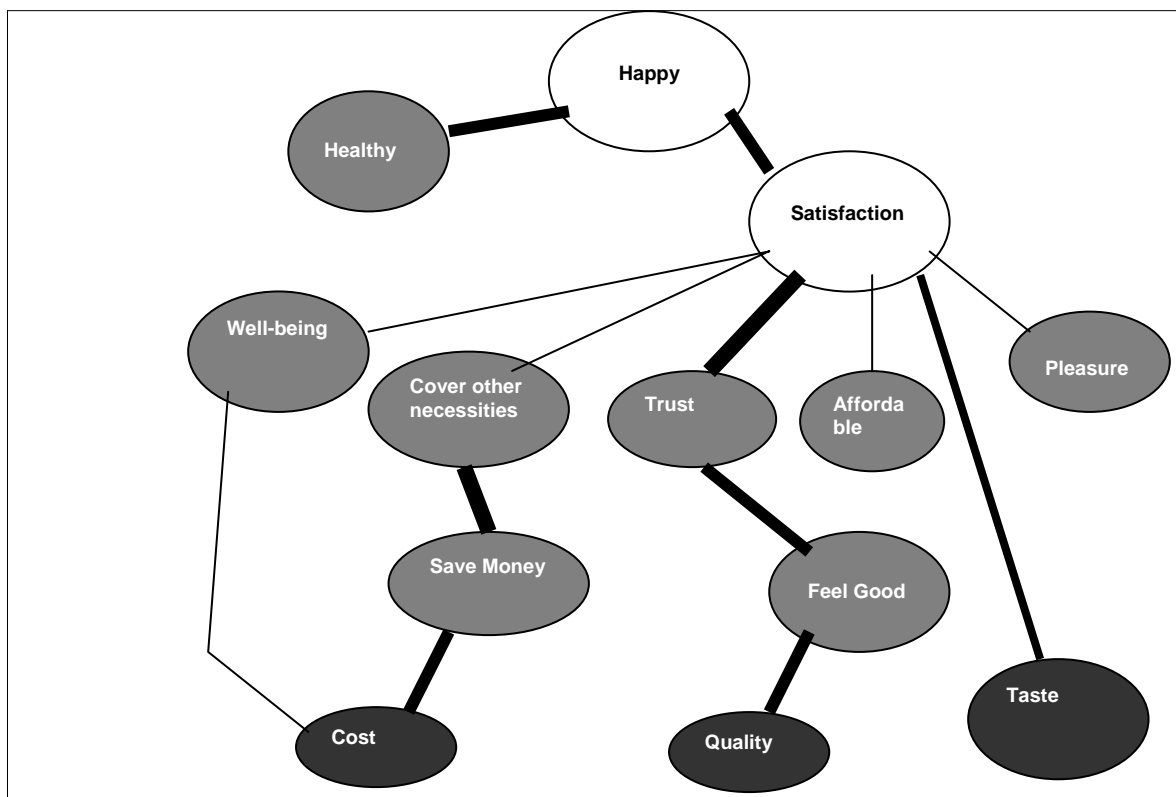 Happy
Healthy
Satisfaction
Well-being
Cover other
necessities
Trust
Afforda
ble
Pleasure
Save Money
Feel Good
Cost
Quality
Taste